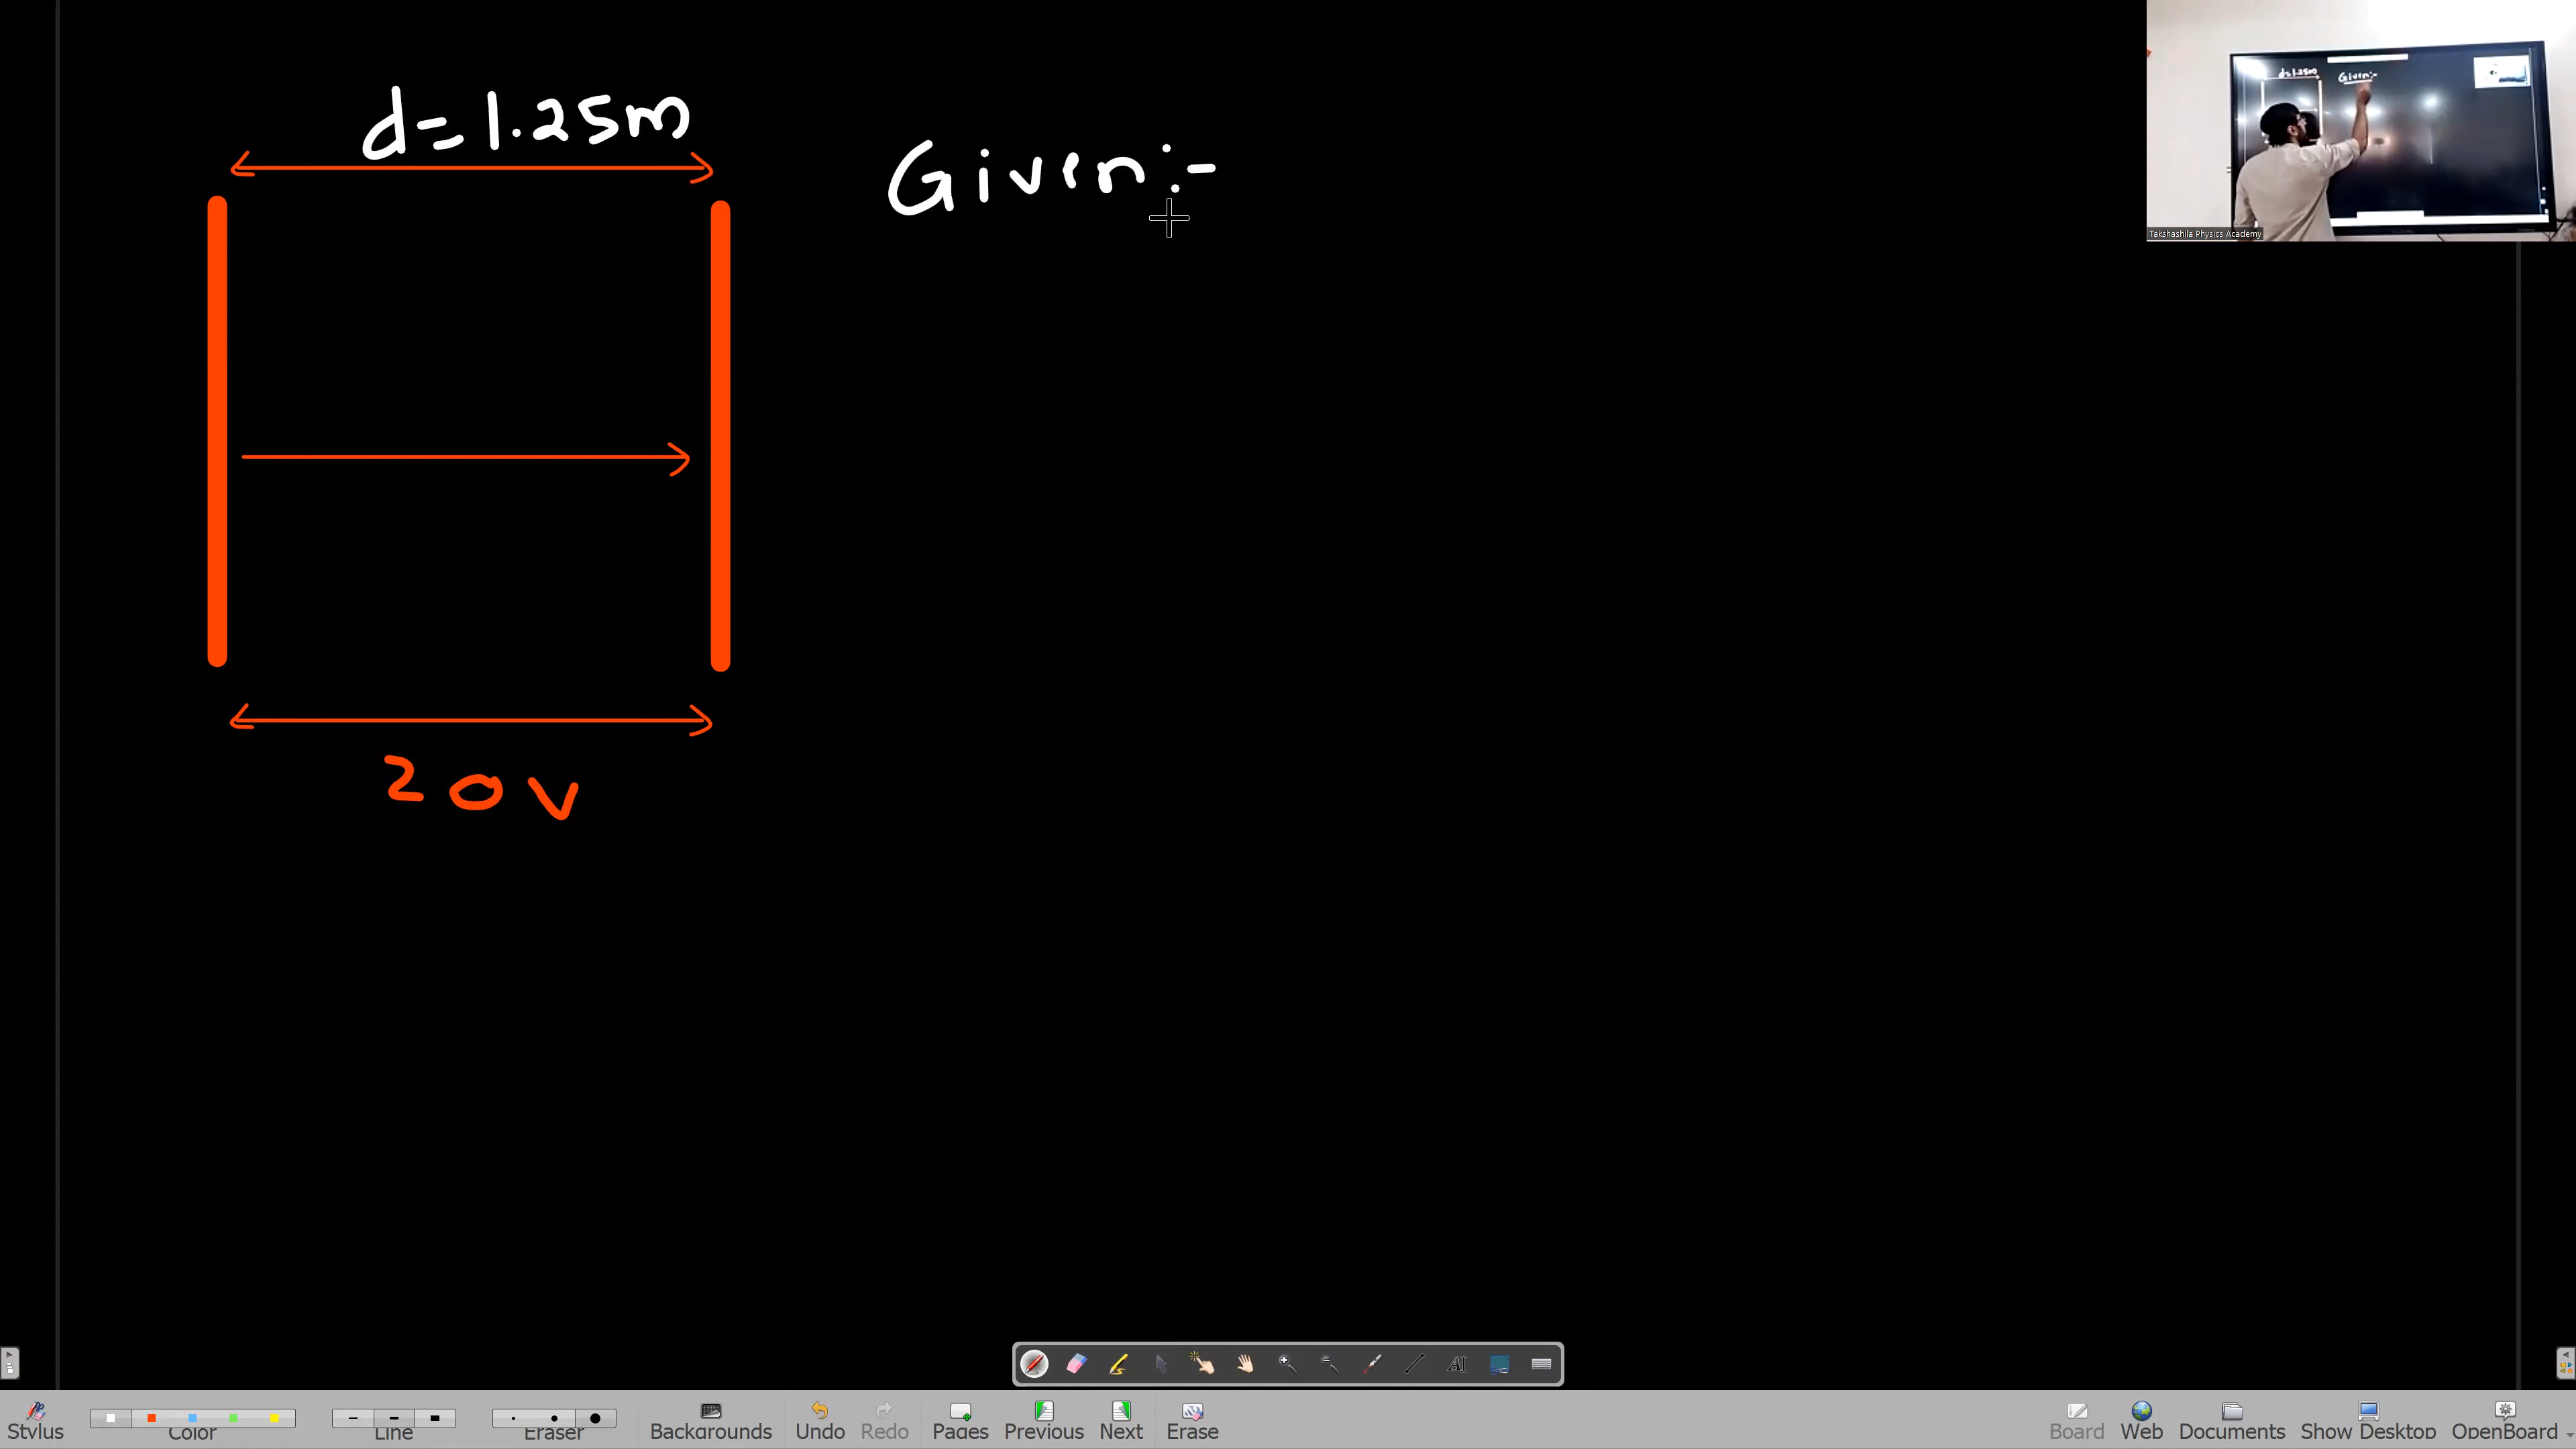 d=1.25m
Given:-
20V
Takshashila Physics Academy
Stylus
Color
Line
Eraser
Backgrounds
Undo
Redo
Pages
Previous
Next
Erase
Board
Web
Documents
Show Desktop
OpenBoard